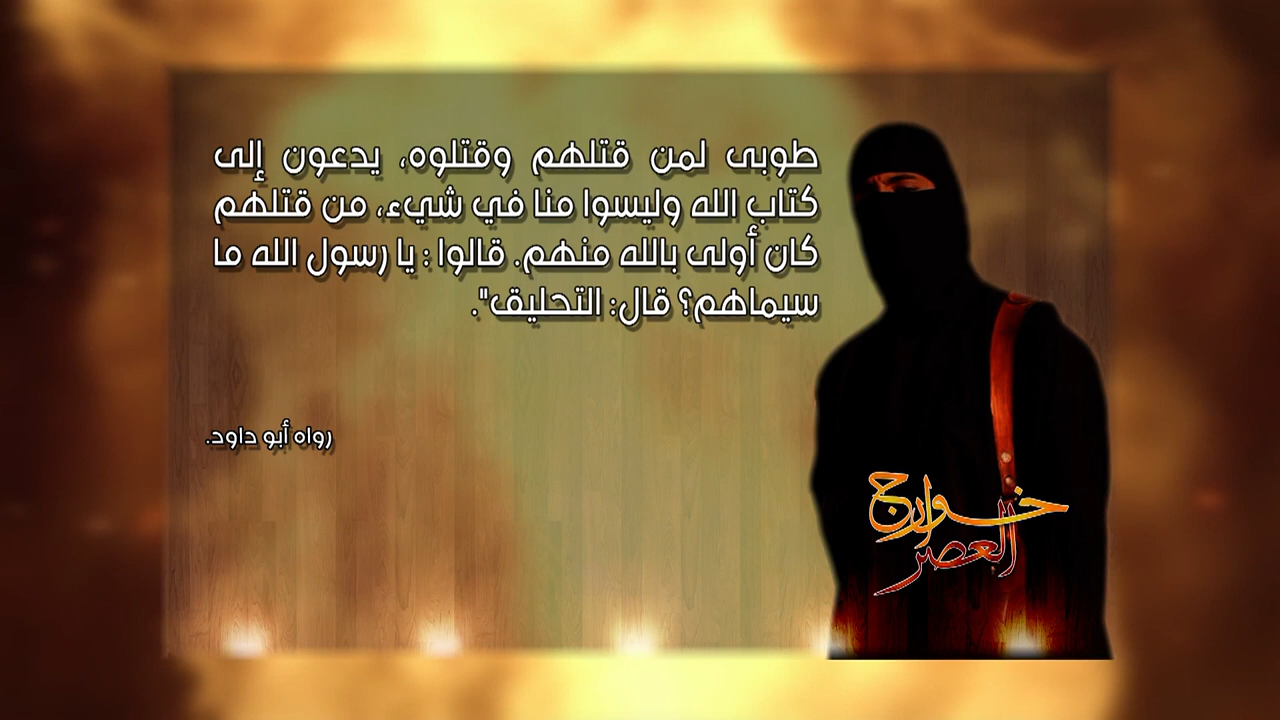 طوبى لمن قتلهم وقتلوه، يدعون إلى
كتاب الله وليسوا منا في شيء، من قتلهم
كان أولى بالله منهم. قالوا : يا رسول الله ما
سيماهم؟ قال: التحليق".
رواه أبو داود.
خوارج
العصر